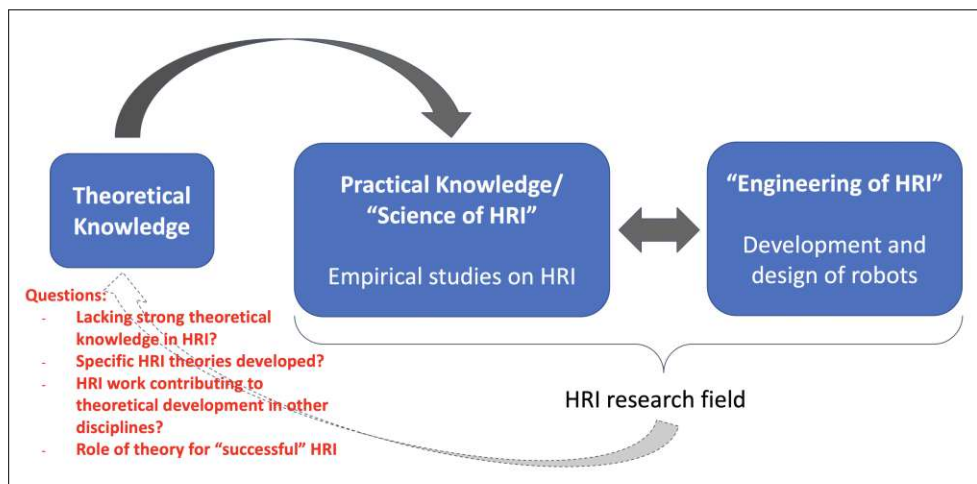 Theoretical
Knowledge
Practical Knowledge/
“Science of HRI”
Empirical studies on HRI
“Engineering of HRI”
Development and
design of robots
Questions:
- Lacking strong theoretical
knowledge in HRI?
- Specific HRI theories developed?
- HRI work contributing to
theoretical development in other
disciplines?
- Role of theory for “successful” HRI
HRI research field